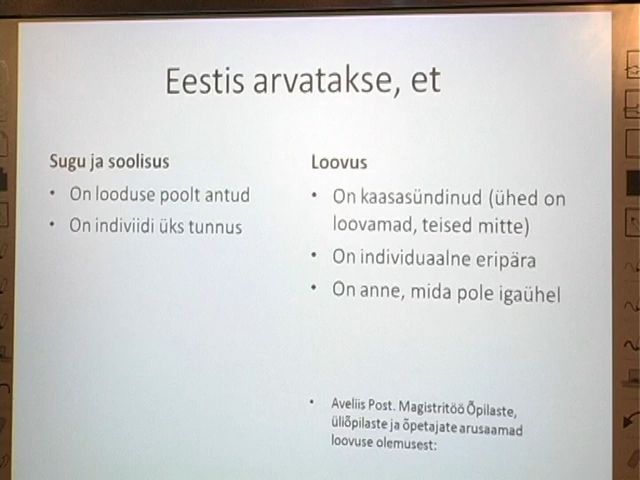 Eestis arvatakse, et
Sugu ja soolisus
• On looduse poolt antud
• On indiviidi üks tunnus
Loovus
• On kaasasündinud (ühed on
loovamad, teised mitte)
• On individuaalne eripära
• On anne, mida pole igaühel
• Aveliis Post. Magistritöö Õpilaste,
üliõpilaste ja õpetajate arusaamad
loovuse olemusest: